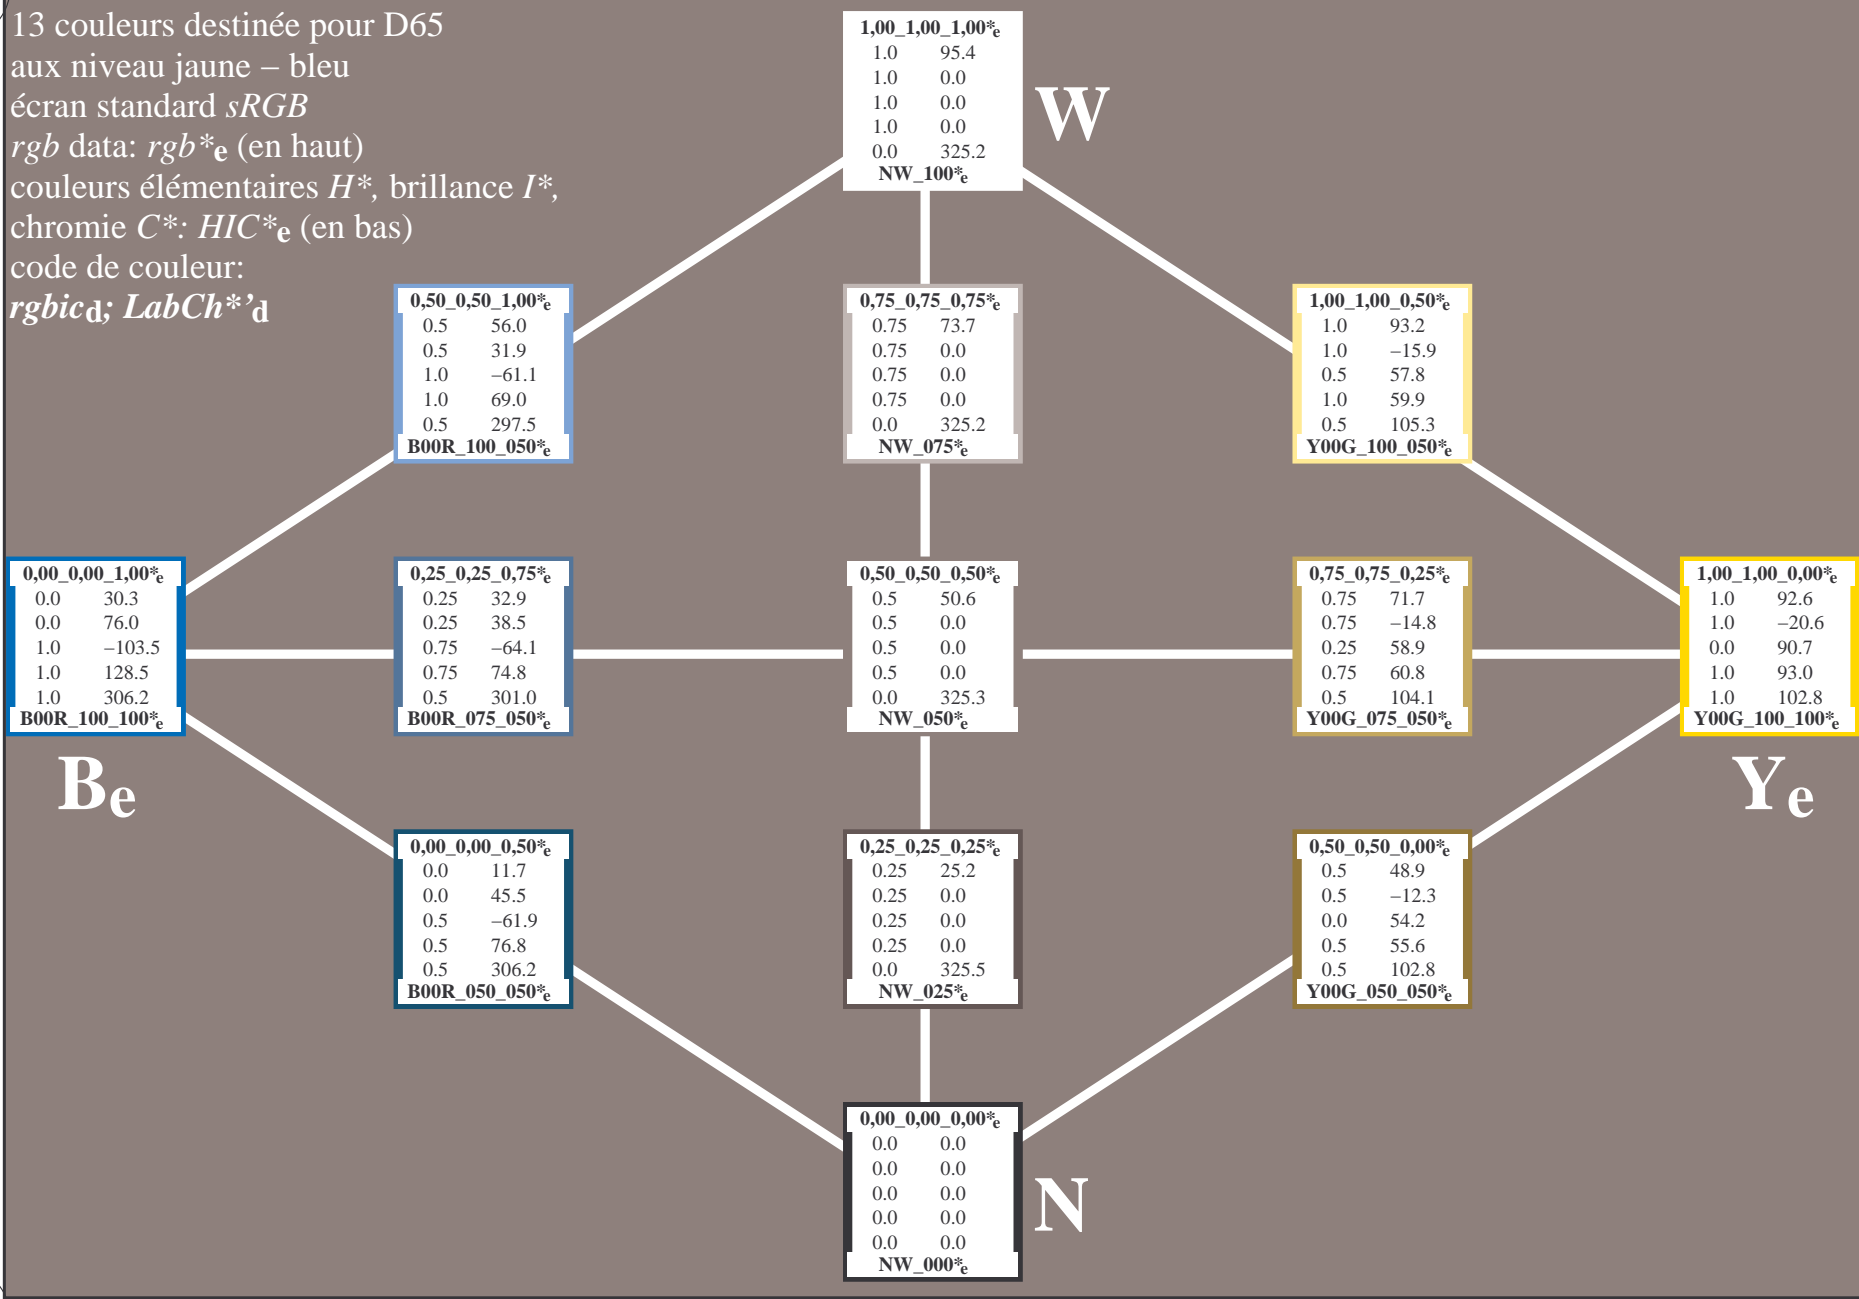 13 couleurs destinée pour D65
aux niveau jaune – bleu
écran standard sRGB
rgb data: rgb*e (en haut)
couleurs élémentaires H*, brillance I*,
chromie C*: HIC*e (en bas)
code de couleur:
rgbicd; LabCh*’d
1,00_1,00_1,00*e
1.0 95.4
1.0 0.0
1.0 0.0
1.0 0.0
0.0 325.2
NW_100*e
W
0,50_0,50_1,00*e
0.5 56.0
0.5 31.9
1.0 –61.1
1.0 69.0
0.5 297.5
B00R_100_050*e
0,75_0,75_0,75*e
0.75 73.7
0.75 0.0
0.75 0.0
0.75 0.0
0.0 325.2
NW_075*e
1,00_1,00_0,50*e
1.0 93.2
1.0 –15.9
0.5 57.8
1.0 59.9
0.5 105.3
Y00G_100_050*e
0,00_0,00_1,00*e
0.0 30.3
0.0 76.0
1.0 –103.5
1.0 128.5
1.0 306.2
B00R_100_100*e
Be
0,25_0,25_0,75*e
0.25 32.9
0.25 38.5
0.75 –64.1
0.75 74.8
0.5 301.0
B00R_075_050*e
0,50_0,50_0,50*e
0.5 50.6
0.5 0.0
0.5 0.0
0.5 0.0
0.0 325.3
NW_050*e
0,75_0,75_0,25*e
0.75 71.7
0.75 –14.8
0.25 58.9
0.75 60.8
0.5 104.1
Y00G_075_050*e
1,00_1,00_0,00*e
1.0 92.6
1.0 –20.6
0.0 90.7
1.0 93.0
1.0 102.8
Y00G_100_100*e
Ye
0,00_0,00_0,50*e
0.0 11.7
0.0 45.5
0.5 –61.9
0.5 76.8
0.5 306.2
B00R_050_050*e
0,25_0,25_0,25*e
0.25 25.2
0.25 0.0
0.25 0.0
0.25 0.0
0.0 325.5
NW_025*e
0,50_0,50_0,00*e
0.5 48.9
0.5 –12.3
0.0 54.2
0.5 55.6
0.5 102.8
Y00G_050_050*e
0,00_0,00_0,00*e
0.0 0.0
0.0 0.0
0.0 0.0
0.0 0.0
0.0 0.0
NW_000*e
N